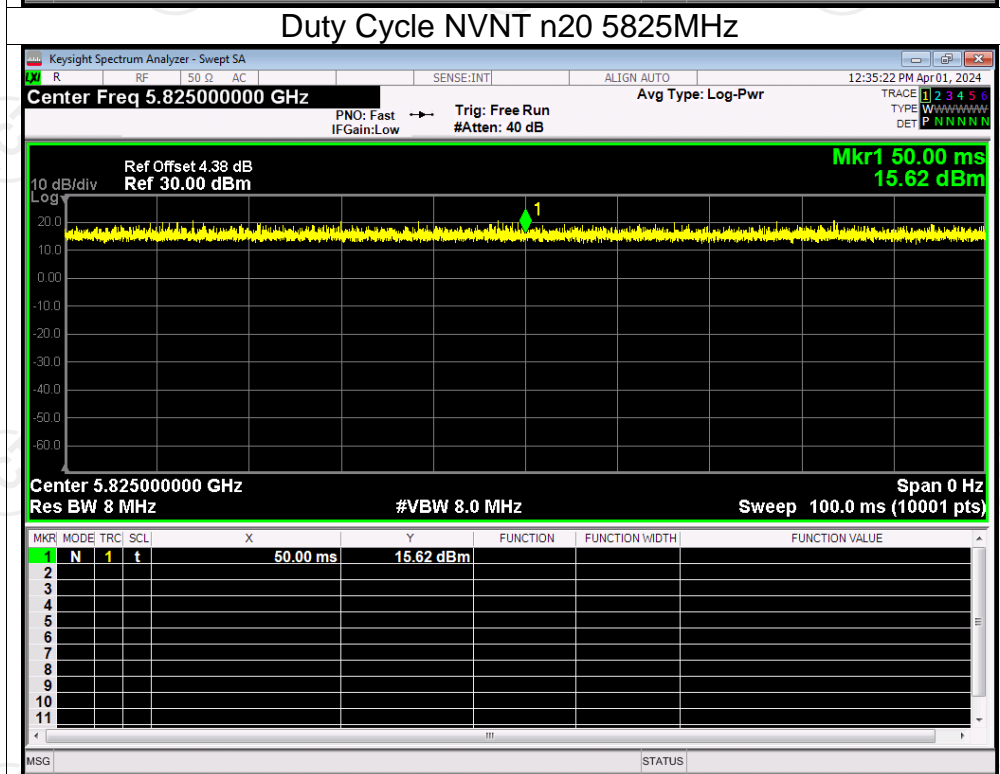 Duty Cycle NVNT n20 5825MHz
Keysight Spectrum Analyzer - Swept SA
LXI R RF 50 Ω AC SENSE:INT ALIGN AUTO 12:35:22 PM Apr 01, 2024
Center Freq 5.825000000 GHz Avg Type: Log-Pwr TRACE 1 2 3 4 5 6
PNO: Fast Trig: Free Run TYPE WWWWWW
IFGain:Low #Atten: 40 dB DET P N N N N N
Mkr1 50.00 ms
15.62 dBm
Ref Offset 4.38 dB
10 dB/div Ref 30.00 dBm
Log
1
20.0
10.0
0.00
-10.0
-20.0
-30.0
-40.0
-50.0
-60.0
Center 5.825000000 GHz Span 0 Hz
Res BW 8 MHz #VBW 8.0 MHz Sweep 100.0 ms (10001 pts)
MKR MODE TRC SCL X Y FUNCTION FUNCTION WIDTH FUNCTION VALUE
1 N 1 t 50.00 ms 15.62 dBm
2
3
4
5
6
7
8
9
10
11
MSG STATUS